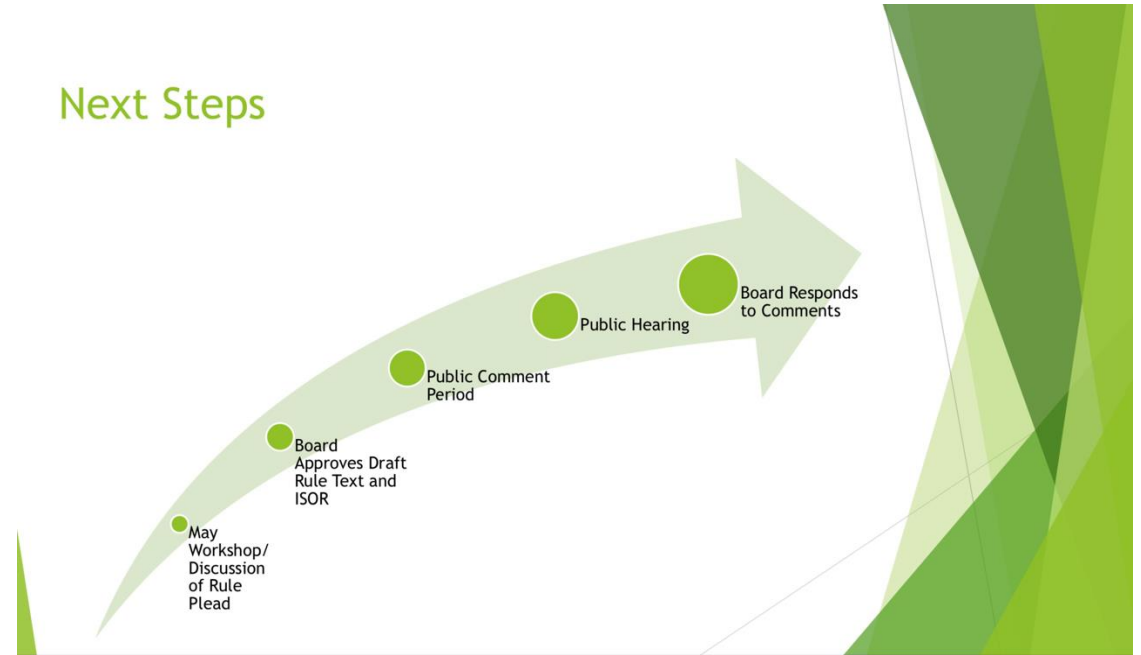 Next Steps
May
Workshop/
Discussion
of Rule
Plead
Board
Approves Draft
Rule Text and
ISOR
Public Comment
Period
Public Hearing
Board Responds
to Comments